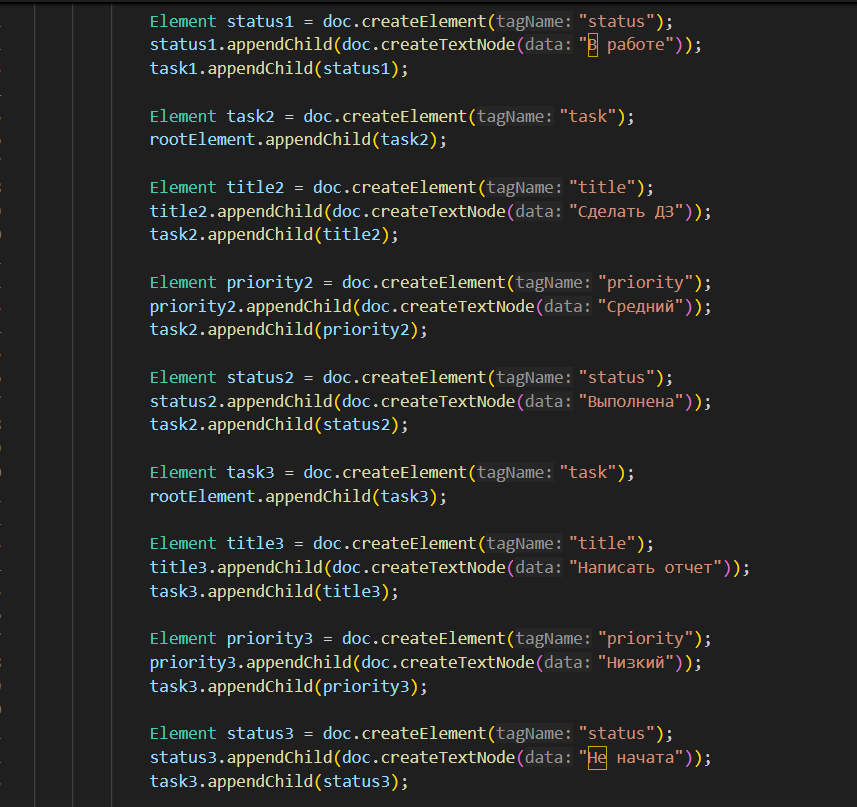 Element status1 = doc.createElement(tagName: "status");
status1.appendChild(doc.createTextNode(data: "В работе"));
task1.appendChild(status1);
Element task2 = doc.createElement(tagName: "task");
rootElement.appendChild(task2);
Element title2 = doc.createElement(tagName: "title");
title2.appendChild(doc.createTextNode(data: "Сделать ДЗ"));
task2.appendChild(title2);
Element priority2 = doc.createElement(tagName: "priority");
priority2.appendChild(doc.createTextNode(data: "Средний"));
task2.appendChild(priority2);
Element status2 = doc.createElement(tagName: "status");
status2.appendChild(doc.createTextNode(data: "Выполнена"));
task2.appendChild(status2);
Element task3 = doc.createElement(tagName: "task");
rootElement.appendChild(task3);
Element title3 = doc.createElement(tagName: "title");
title3.appendChild(doc.createTextNode(data: "Написать отчет"));
task3.appendChild(title3);
Element priority3 = doc.createElement(tagName: "priority");
priority3.appendChild(doc.createTextNode(data: "Низкий"));
task3.appendChild(priority3);
Element status3 = doc.createElement(tagName: "status");
status3.appendChild(doc.createTextNode(data: "Не начата"));
task3.appendChild(status3);